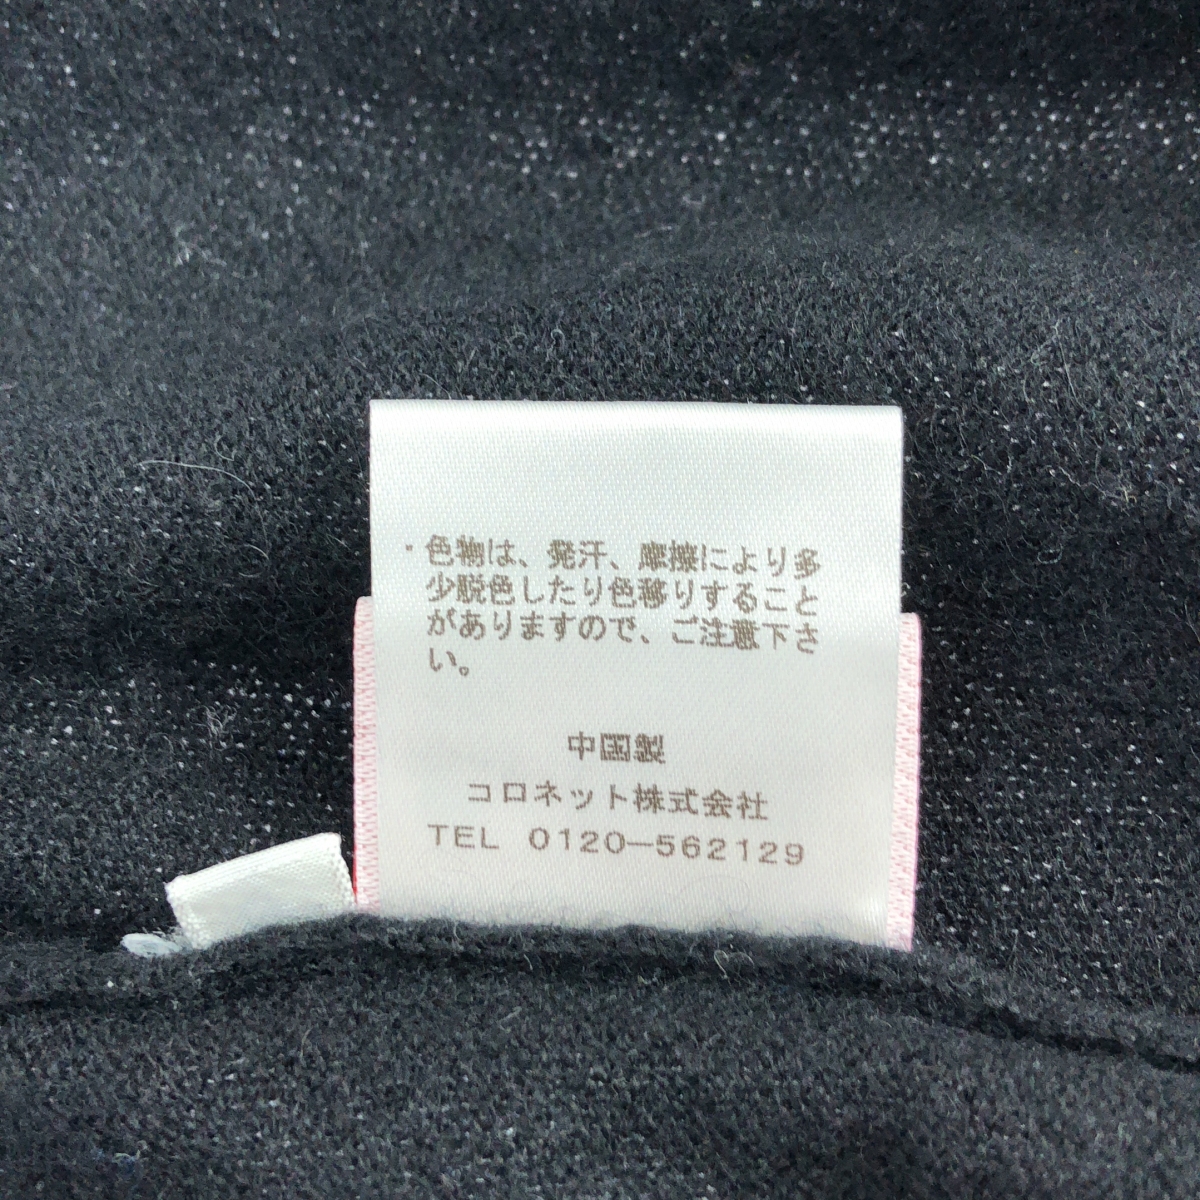 ・色物は、発汗、摩擦により多
少脱色したり色移りすること
がありますので、ご注意下さ
い。
中国製
コロネット株式会社
TEL 0120-562129